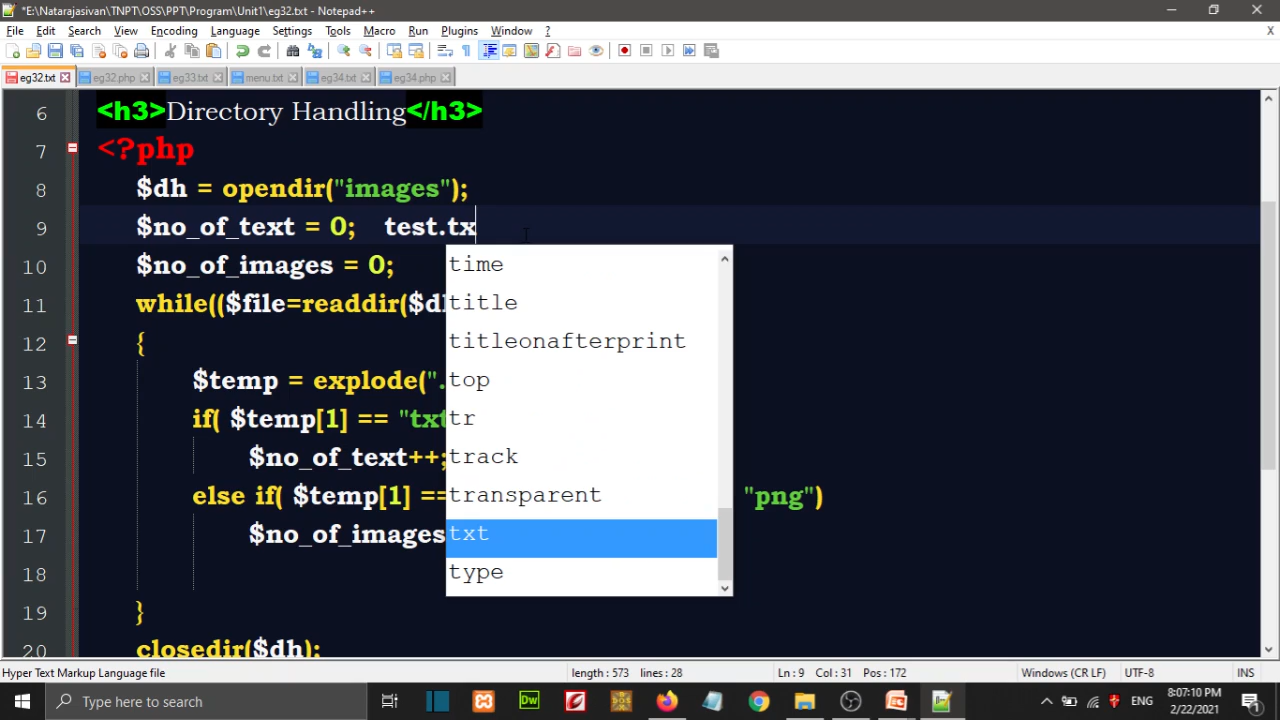 *E:\Natarajasivan\TNPT\OSS\PPT\Program\Unit1\eg32.txt - Notepad++
File Edit Search View Encoding Language Settings Tools Macro Run Plugins Window ? X
eg32.txt eg32.php eg33.txt menu.txt eg34.txt eg34.php
6 <h3>Directory Handling</h3>
7 <?php
8 $dh = opendir("images");
9 $no_of_text = 0; test.tx
10 $no_of_images = 0;
11 while(($file=readdir($d
12 {
13 $temp = explode(".
14 if( $temp[1] == "txt
15 $no_of_text++;
16 else if( $temp[1] == "png")
17 $no_of_images
18
19 }
20 closedir($dh);
time
title
titleonafterprint
top
tr
track
transparent
txt
type
Hyper Text Markup Language file length : 573 lines : 28 Ln : 9 Col : 31 Pos : 172 Windows (CR LF) UTF-8 INS
Type here to search
Dw
ENG
8:07:10 PM
2/22/2021
1